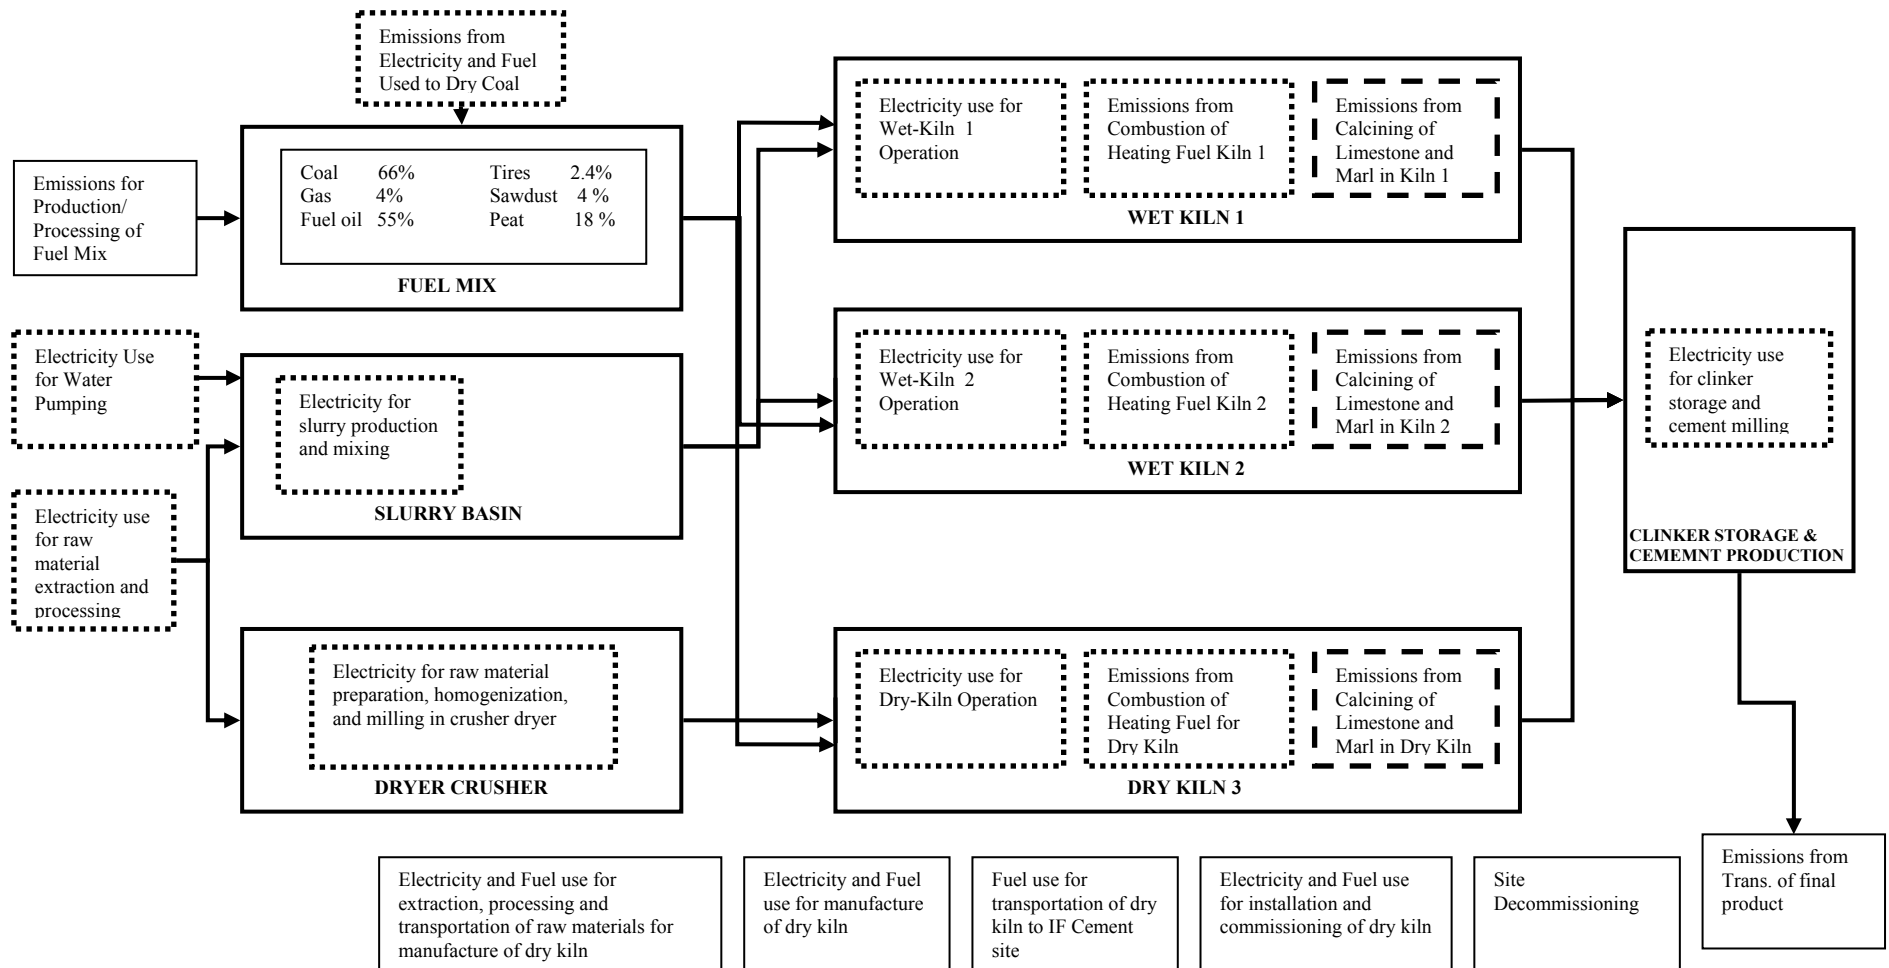 Emissions from
Electricity and Fuel
Used to Dry Coal
Emissions for
Production/
Processing of
Fuel Mix
Coal 66% Tires 2.4%
Gas 4% Sawdust 4 %
Fuel oil 55% Peat 18 %
FUEL MIX
Electricity Use
for Water
Pumping
Electricity for
slurry production
and mixing
SLURRY BASIN
Electricity use
for raw
material
extraction and
processing
Electricity for raw material
preparation, homogenization,
and milling in crusher dryer
DRYER CRUSHER
Electricity use for
Wet-Kiln 1
Operation
Emissions from
Combustion of
Heating Fuel Kiln 1
Emissions from
Calcining of
Limestone and
Marl in Kiln 1
WET KILN 1
Electricity use for
Wet-Kiln 2
Operation
Emissions from
Combustion of
Heating Fuel Kiln 2
Emissions from
Calcining of
Limestone and
Marl in Kiln 2
WET KILN 2
Electricity use for
Dry-Kiln Operation
Emissions from
Combustion of
Heating Fuel for
Dry Kiln
Emissions from
Calcining of
Limestone and
Marl in Dry Kiln
DRY KILN 3
Electricity use
for clinker
storage and
cement milling
CLINKER STORAGE &
CEMEMNT PRODUCTION
Electricity and Fuel use for
extraction, processing and
transportation of raw materials for
manufacture of dry kiln
Electricity and Fuel
use for manufacture
of dry kiln
Fuel use for
transportation of dry
kiln to IF Cement
site
Electricity and Fuel use
for installation and
commissioning of dry kiln
Site
Decommissioning
Emissions from
Trans. of final
product